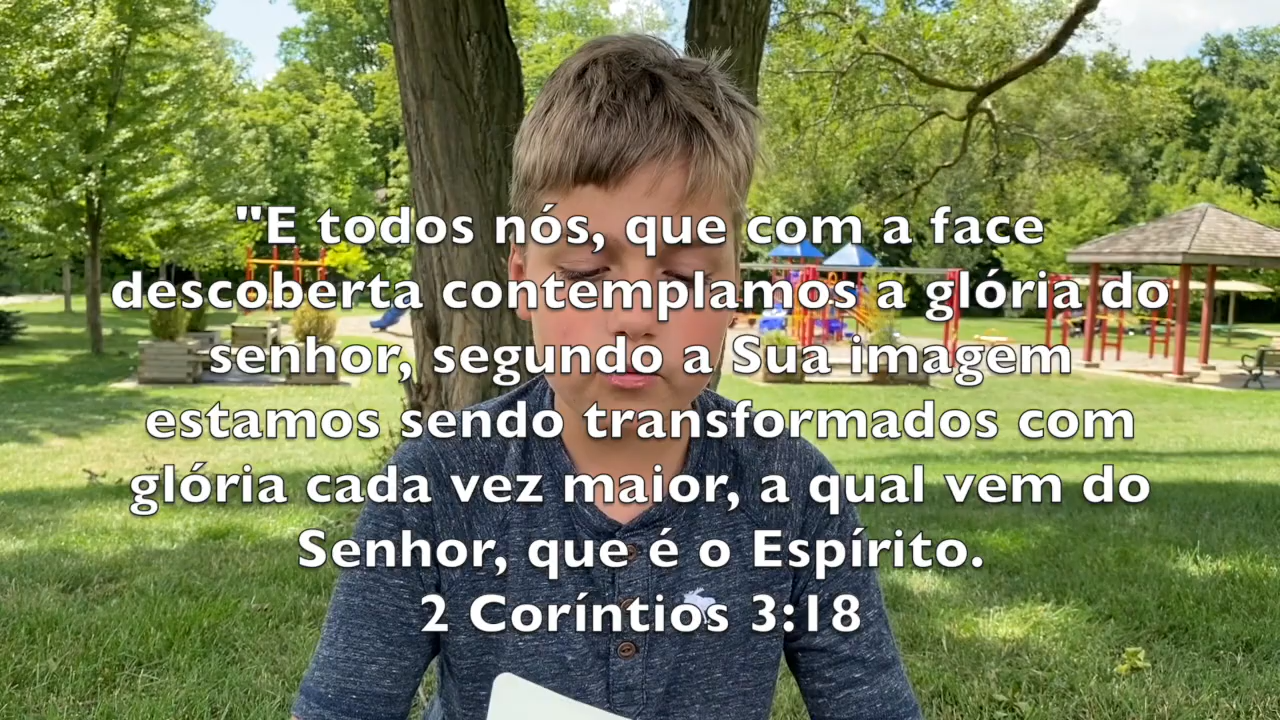 "E todos nós, que com a face
descoberta contemplamos a glória do
senhor, segundo a Sua imagem
estamos sendo transformados com
glória cada vez maior, a qual vem do
Senhor, que é o Espírito.
2 Coríntios 3:18